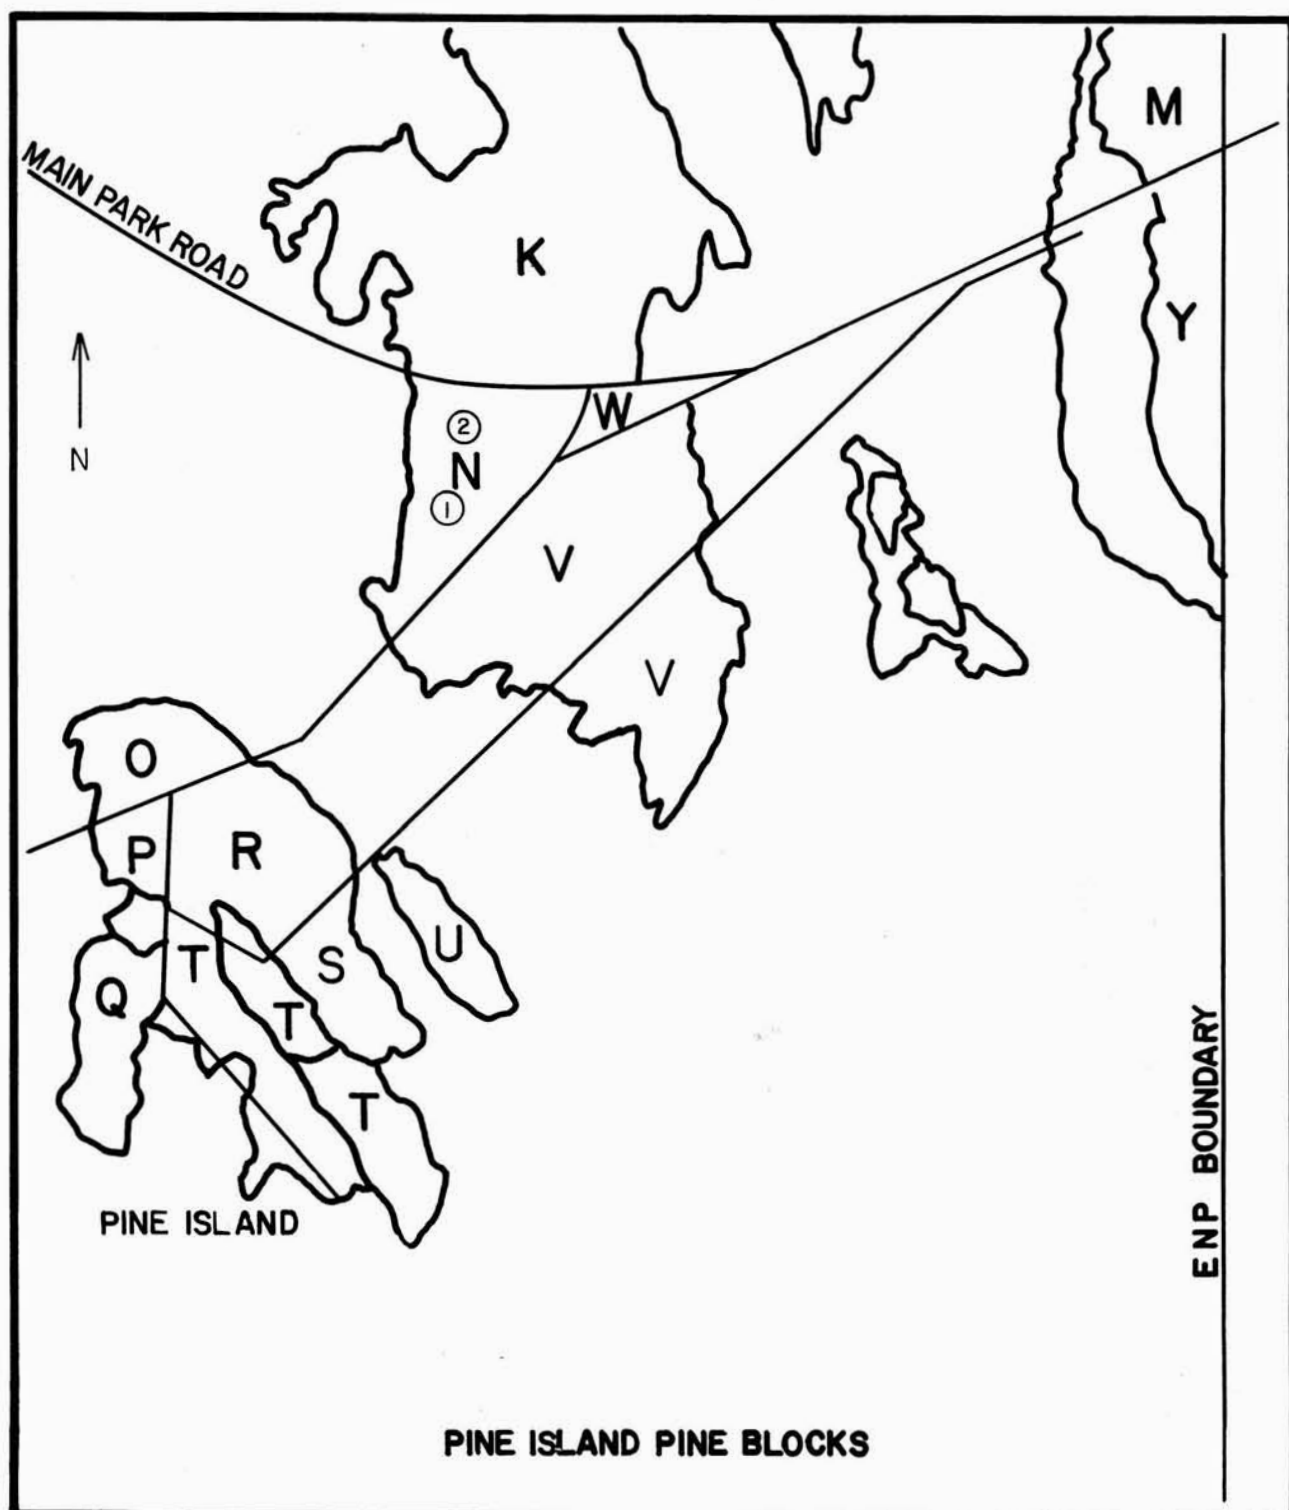 M
MAIN PARK ROAD
K
Y
W
2
N
N
1
V
V
O
P
R
U
T
S
Q
T
T
PINE ISLAND
ENP BOUNDARY
PINE ISLAND PINE BLOCKS